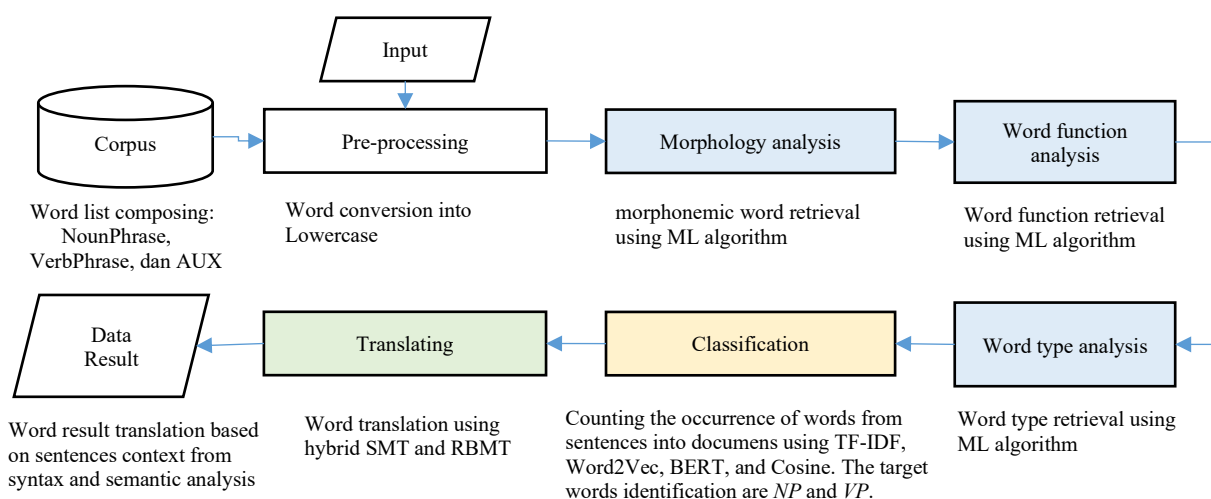 Input
Corpus
Pre-processing
Morphology analysis
Word function
analysis
Word list composing:
NounPhrase,
VerbPhrase, dan AUX
Word conversion into
Lowercase
morphonemic word retrieval
using ML algorithm
Word function retrieval
using ML algorithm
Data
Result
Translating
Classification
Word type analysis
Word result translation based
on sentences context from
syntax and semantic analysis
Word translation using
hybrid SMT and RBMT
Counting the occurrence of words from
sentences into documens using TF-IDF,
Word2Vec, BERT, and Cosine. The target
words identification are NP and VP.
Word type retrieval using
ML algorithm